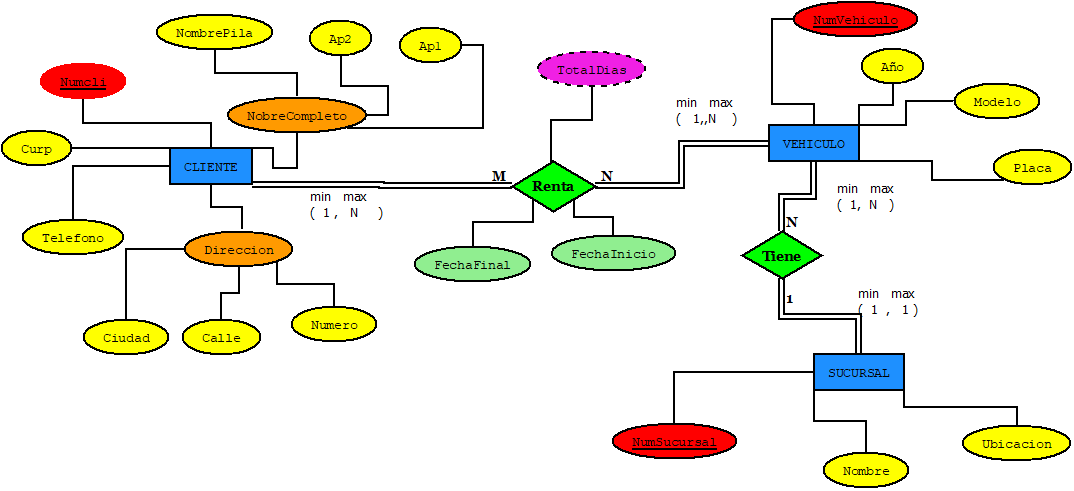 NumVehiculo
NombrePila
Ap2
Ap1
Año
TotalDias
Numcli
Modelo
min max
( 1,,N )
NobreCompleto
VEHICULO
Curp
CLIENTE
Placa
M
N
Renta
min max
( 1 , N )
min max
( 1, N )
N
Telefono
Direccion
FechaFinal
FechaInicio
Tiene
1
min max
( 1 , 1 )
Ciudad
Calle
Numero
SUCURSAL
NumSucursal
Ubicacion
Nombre